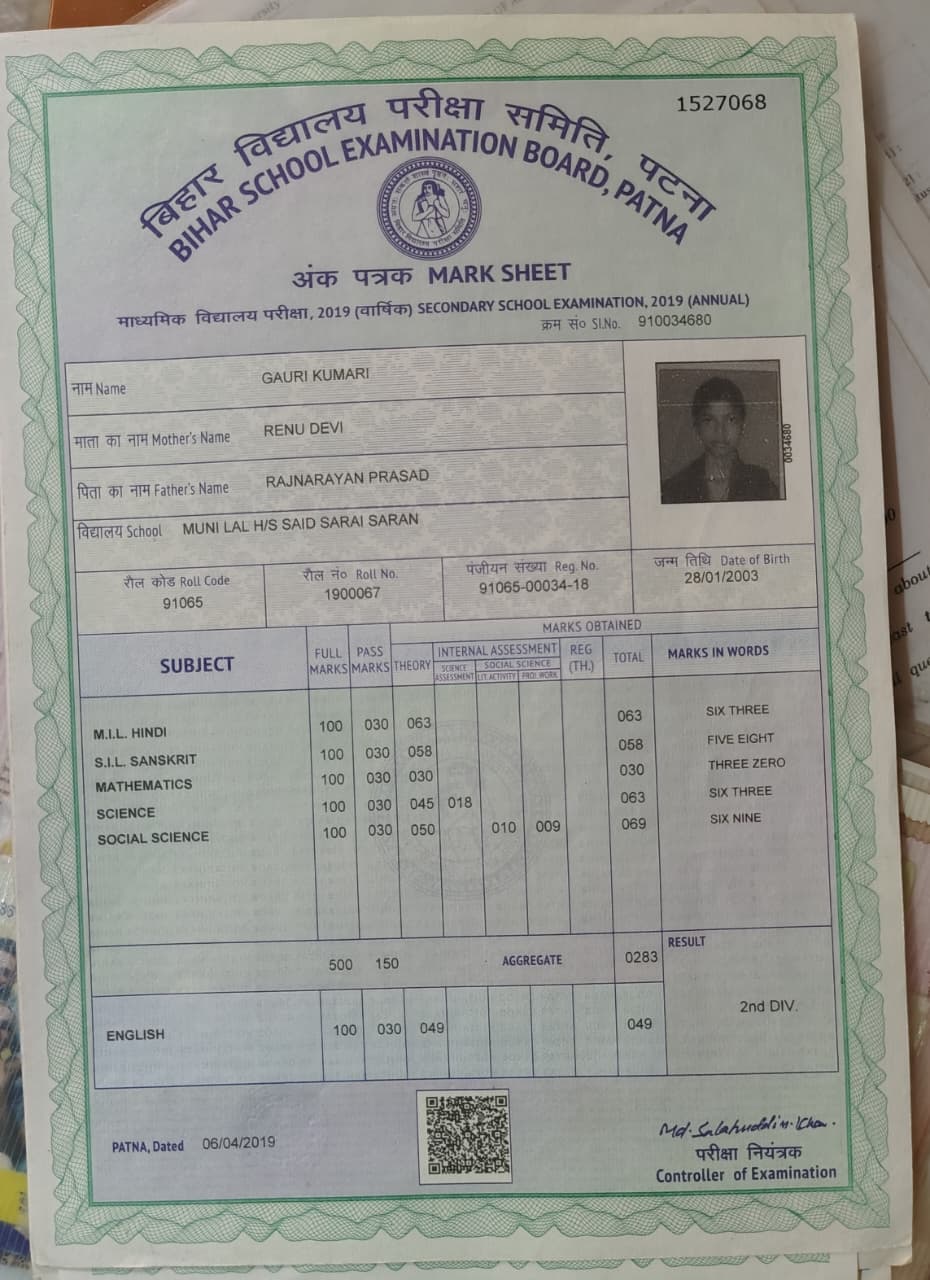 1527068
बिहार विद्यालय परीक्षा समिति, पटना
BIHAR SCHOOL EXAMINATION BOARD, PATNA
अंक पत्रक MARK SHEET
माध्यमिक विद्यालय परीक्षा, 2019 (वार्षिक) SECONDARY SCHOOL EXAMINATION, 2019 (ANNUAL)
क्रम सं० Sl.No. 910034680
नाम Name GAURI KUMARI
माता का नाम Mother's Name RENU DEVI
पिता का नाम Father's Name RAJNARAYAN PRASAD
विद्यालय School MUNI LAL H/S SAID SARAI SARAN
0034680
रौल कोड Roll Code रौल नं० Roll No. पंजीयन संख्या Reg. No. जन्म तिथि Date of Birth
91065 1900067 91065-00034-18 28/01/2003
MARKS OBTAINED
SUBJECT FULL MARKS PASS MARKS THEORY INTERNAL ASSESSMENT REG (TH.) TOTAL MARKS IN WORDS
SCIENCE ASSESSMENT SOCIAL SCIENCE
LIT. ACTIVITY PROJ. WORK
M.I.L. HINDI 100 030 063 063 SIX THREE
S.I.L. SANSKRIT 100 030 058 058 FIVE EIGHT
MATHEMATICS 100 030 030 030 THREE ZERO
SCIENCE 100 030 045 018 063 SIX THREE
SOCIAL SCIENCE 100 030 050 010 009 069 SIX NINE
500 150 AGGREGATE 0283 RESULT
2nd DIV.
ENGLISH 100 030 049 049
PATNA, Dated 06/04/2019
Md. Salahuddin Khan.
परीक्षा नियंत्रक
Controller of Examination